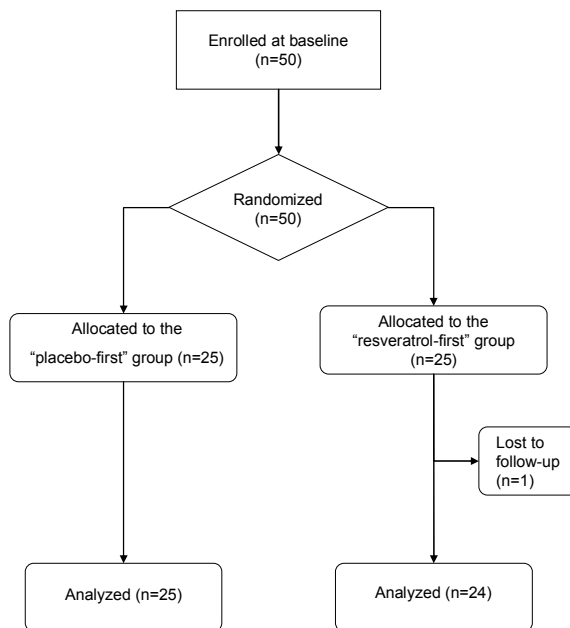 Enrolled at baseline
(n=50)
Randomized
(n=50)
Allocated to the
“placebo-first” group (n=25)
Allocated to the
“resveratrol-first” group
(n=25)
Lost to
follow-up
(n=1)
Analyzed (n=25)
Analyzed (n=24)